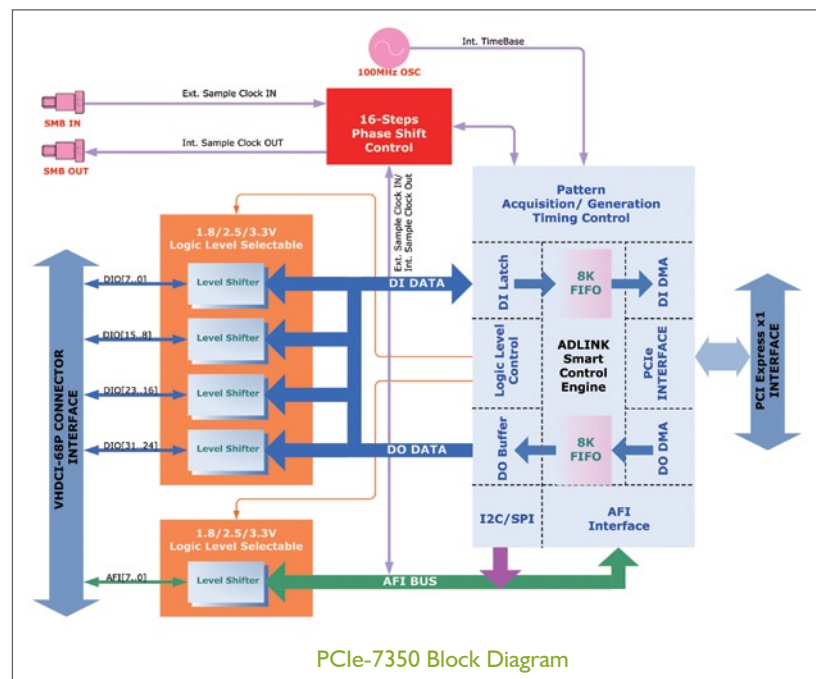 Int. TimeBase
100MHz OSC
Ext. Sample Clock IN
SMB IN
16-Steps
Phase Shift
Control
Int. Sample Clock OUT
SMB OUT
Ext. Sample Clock IN/
Int. Sample Clock Out
Pattern
Acquisition/ Generation
Timing Control
1.8/2.5/3.3V
Logic Level Selectable
DIO[7..0]
Level Shifter
DI DATA
DI Latch
8K
FIFO
DI DMA
DIO[15..8]
Level Shifter
Logic Level
Control
ADLINK
Smart
Control
Engine
PCIe INTERFACE
PCI Express x1
INTERFACE
VHDCI-68P CONNECTOR
INTERFACE
DIO[23..16]
Level Shifter
DIO[31..24]
Level Shifter
DO DATA
DO Buffer
8K
FIFO
DO DMA
I2C/SPI
AFI
Interface
1.8/2.5/3.3V
Logic Level Selectable
AFI[7..0]
Level Shifter
AFI BUS
PCIe-7350 Block Diagram